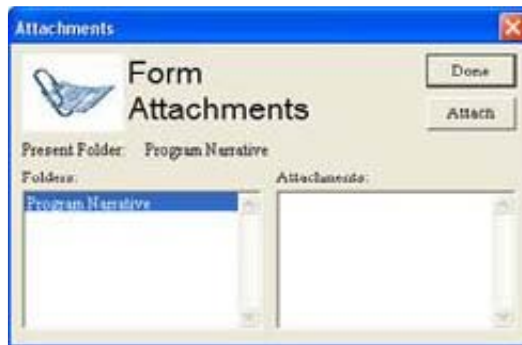 Attachments
Form
Attachments
Done
Attach
Present Folder: Program Narrative
Folders:
Attachments:
Program Narrative